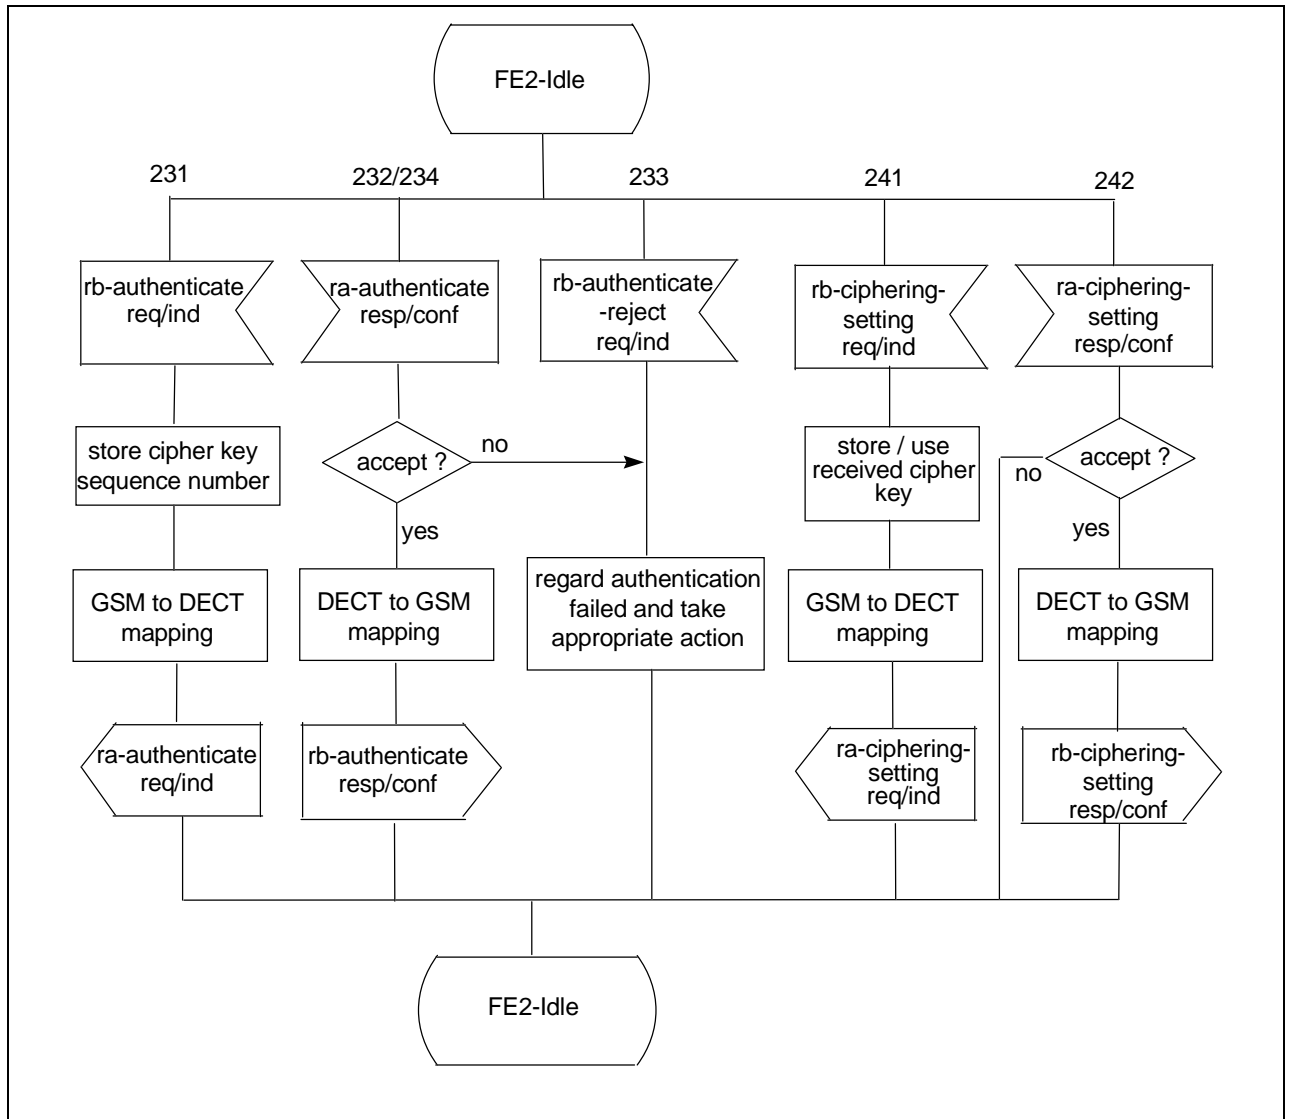 FE2-Idle
231
232/234
233
241
242
rb-authenticate
req/ind
ra-authenticate
resp/conf
rb-authenticate
-reject
req/ind
rb-ciphering-
setting
req/ind
ra-ciphering-
setting
resp/conf
store cipher key
sequence number
accept ?
no
yes
store / use
received cipher
key
accept ?
no
yes
GSM to DECT
mapping
DECT to GSM
mapping
regard authentication
failed and take
appropriate action
GSM to DECT
mapping
DECT to GSM
mapping
ra-authenticate
req/ind
rb-authenticate
resp/conf
ra-ciphering-
setting
req/ind
rb-ciphering-
setting
resp/conf
FE2-Idle